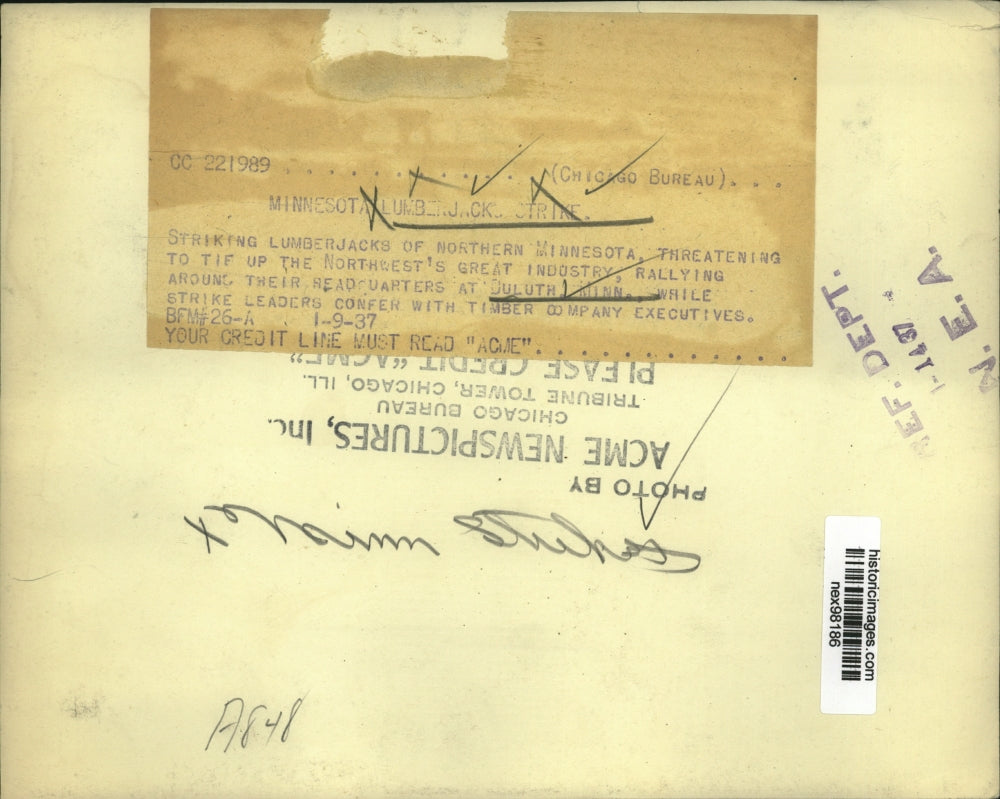 CC 221989 . . . . . . . . . . (CHICAGO BUREAU). . .
MINNESOTA LUMBERJACKS STRIKE.
STRIKING LUMBERJACKS OF NORTHERN MINNESOTA, THREATENING
TO TIE UP THE NORTHWEST'S GREAT INDUSTRY, RALLYING
AROUND THEIR HEADQUARTERS AT DULUTH, MINN., WHILE
STRIKE LEADERS CONFER WITH TIMBER COMPANY EXECUTIVES.
BFM#26-A 1-9-37
YOUR CREDIT LINE MUST READ "ACME". . . . . . . . . . . .
PLEASE CREDIT "ACME"
TRIBUNE TOWER, CHICAGO, ILL.
CHICAGO BUREAU
ACME NEWSPICTURES, Inc.
PHOTO BY
REF. DEPT.
1-1437
N. E. A.
historicimages.com
nex98186
A848